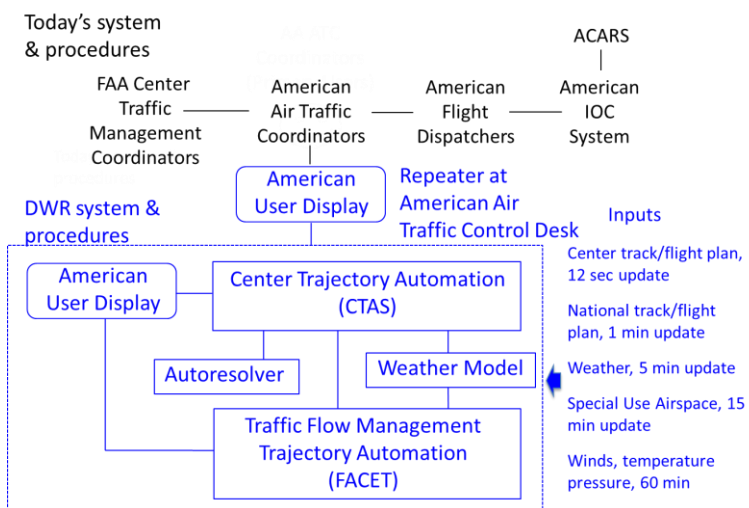 Today's system
& procedures
ACARS
FAA Center
Traffic
Management
Coordinators
American
Air Traffic
Coordinators
American
Flight
Dispatchers
American
IOC
System
American
User Display
Repeater at
American Air
Traffic Control Desk
DWR system &
procedures
Inputs
American
User Display
Center Trajectory Automation
(CTAS)
Autoresolver
Weather Model
Traffic Flow Management
Trajectory Automation
(FACET)
Center track/flight plan,
12 sec update
National track/flight
plan, 1 min update
Weather, 5 min update
Special Use Airspace, 15
min update
Winds, temperature
pressure, 60 min